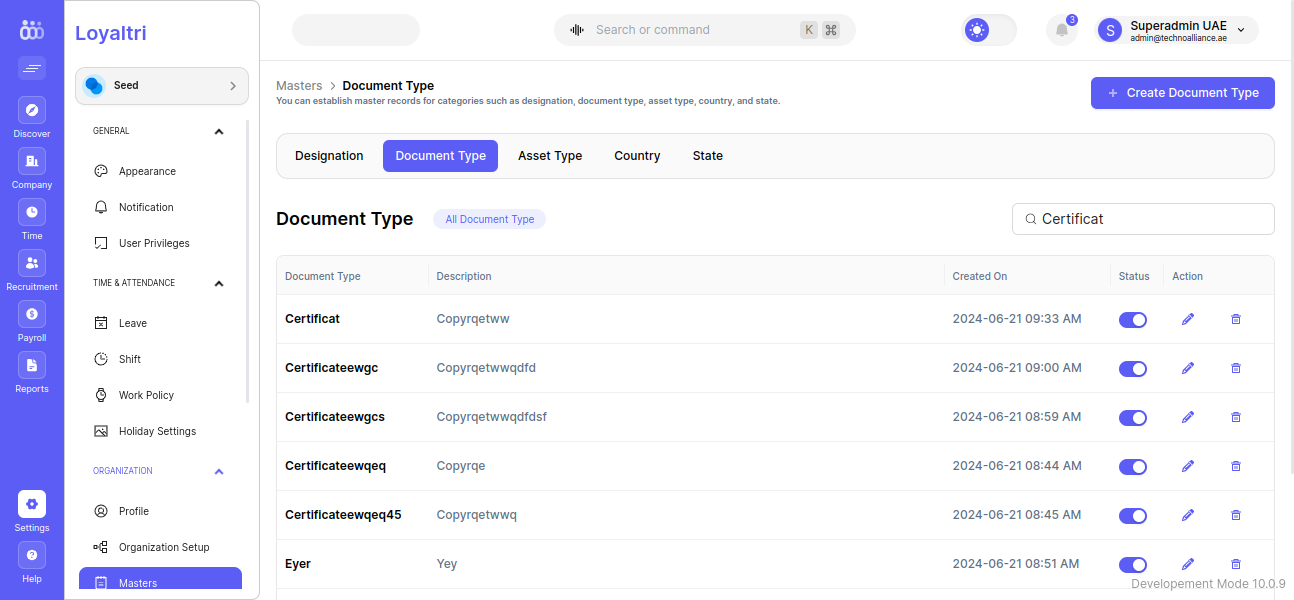 Loyaltri
Seed
Discover
Company
Time
Recruitment
Payroll
Reports
Settings
Help
GENERAL
Appearance
Notification
User Privileges
TIME & ATTENDANCE
Leave
Shift
Work Policy
Holiday Settings
ORGANIZATION
Profile
Organization Setup
Masters
Search or command
K ⌘
3
S
Superadmin UAE
admin@technoalliance.ae
Masters > Document Type
You can establish master records for categories such as designation, document type, asset type, country, and state.
+ Create Document Type
Designation Document Type Asset Type Country State
Document Type All Document Type
Certificat
Document Type Description Created On Status Action
Certificat Copyrqetww 2024-06-21 09:33 AM
Certificateewgc Copyrqetwwqdfd 2024-06-21 09:00 AM
Certificateewgcs Copyrqetwwqdfdsf 2024-06-21 08:59 AM
Certificateewqeq Copyrqe 2024-06-21 08:44 AM
Certificateewqeq45 Copyrqetwwq 2024-06-21 08:45 AM
Eyer Yey 2024-06-21 08:51 AM
Developement Mode 10.0.9